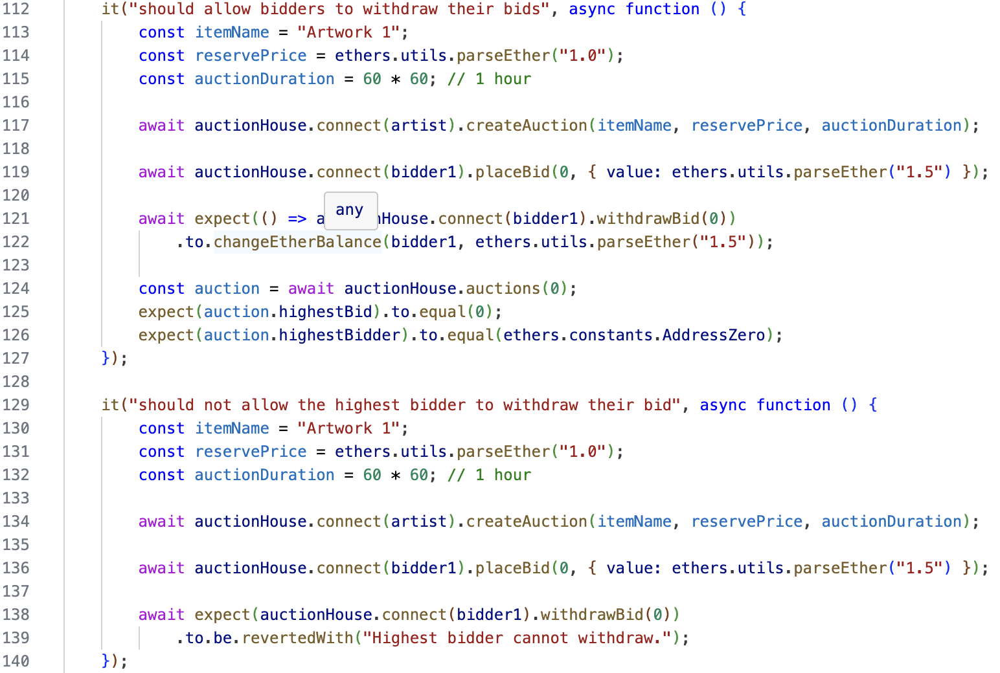 112 it("should allow bidders to withdraw their bids", async function () {
113 const itemName = "Artwork 1";
114 const reservePrice = ethers.utils.parseEther("1.0");
115 const auctionDuration = 60 * 60; // 1 hour
116
117 await auctionHouse.connect(artist).createAuction(itemName, reservePrice, auctionDuration);
118
119 await auctionHouse.connect(bidder1).placeBid(0, { value: ethers.utils.parseEther("1.5") });
120
any
121 await expect(() => a nHouse.connect(bidder1).withdrawBid(0))
122 .to.changeEtherBalance(bidder1, ethers.utils.parseEther("1.5"));
123
124 const auction = await auctionHouse.auctions(0);
125 expect(auction.highestBid).to.equal(0);
126 expect(auction.highestBidder).to.equal(ethers.constants.AddressZero);
127 });
128
129 it("should not allow the highest bidder to withdraw their bid", async function () {
130 const itemName = "Artwork 1";
131 const reservePrice = ethers.utils.parseEther("1.0");
132 const auctionDuration = 60 * 60; // 1 hour
133
134 await auctionHouse.connect(artist).createAuction(itemName, reservePrice, auctionDuration);
135
136 await auctionHouse.connect(bidder1).placeBid(0, { value: ethers.utils.parseEther("1.5") });
137
138 await expect(auctionHouse.connect(bidder1).withdrawBid(0))
139 .to.be.revertedWith("Highest bidder cannot withdraw.");
140 });